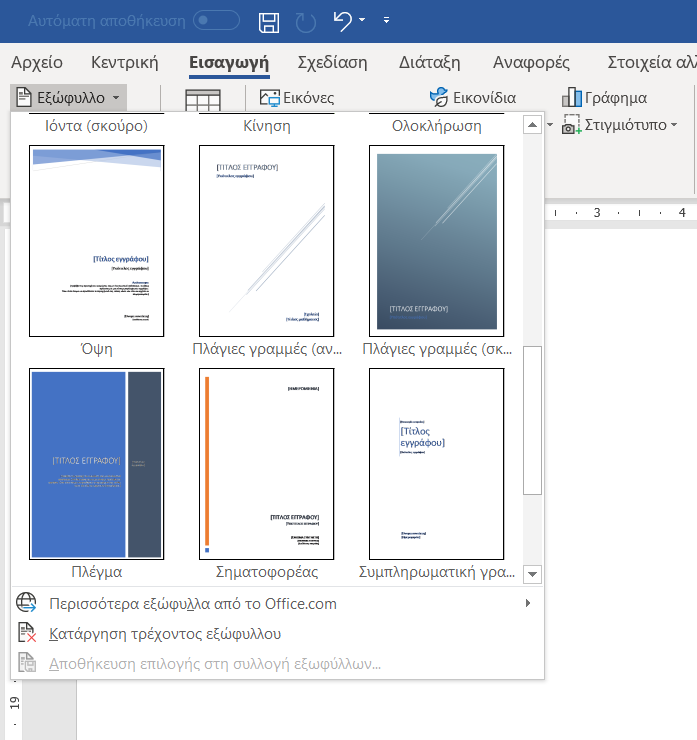 Αυτόματη αποθήκευση
Αρχείο Κεντρική Εισαγωγή Σχεδίαση Διάταξη Αναφορές Στοιχεία αλ
Εξώφυλλο Εικόνες Εικονίδια Γράφημα
Στιγμιότυπο
Ιόντα (σκούρο) Κίνηση Ολοκλήρωση
3 4
[Τίτλος εγγράφου]
[ΤΙΤΛΟΣ ΕΓΓΡΑΦΟΥ]
[ΤΙΤΛΟΣ ΕΓΓΡΑΦΟΥ]
Όψη Πλάγιες γραμμές (αν... Πλάγιες γραμμές (σκ...
[ΤΙΤΛΟΣ ΕΓΓΡΑΦΟΥ]
[ΗΜΕΡΟΜΗΝΙΑ]
[ΤΙΤΛΟΣ ΕΓΓΡΑΦΟΥ]
[Τίτλος
εγγράφου]
Πλέγμα Σηματοφορέας Συμπληρωματική γρα...
Περισσότερα εξώφυλλα από το Office.com
Κατάργηση τρέχοντος εξώφυλλου
Αποθήκευση επιλογής στη συλλογή εξωφύλλων...
19